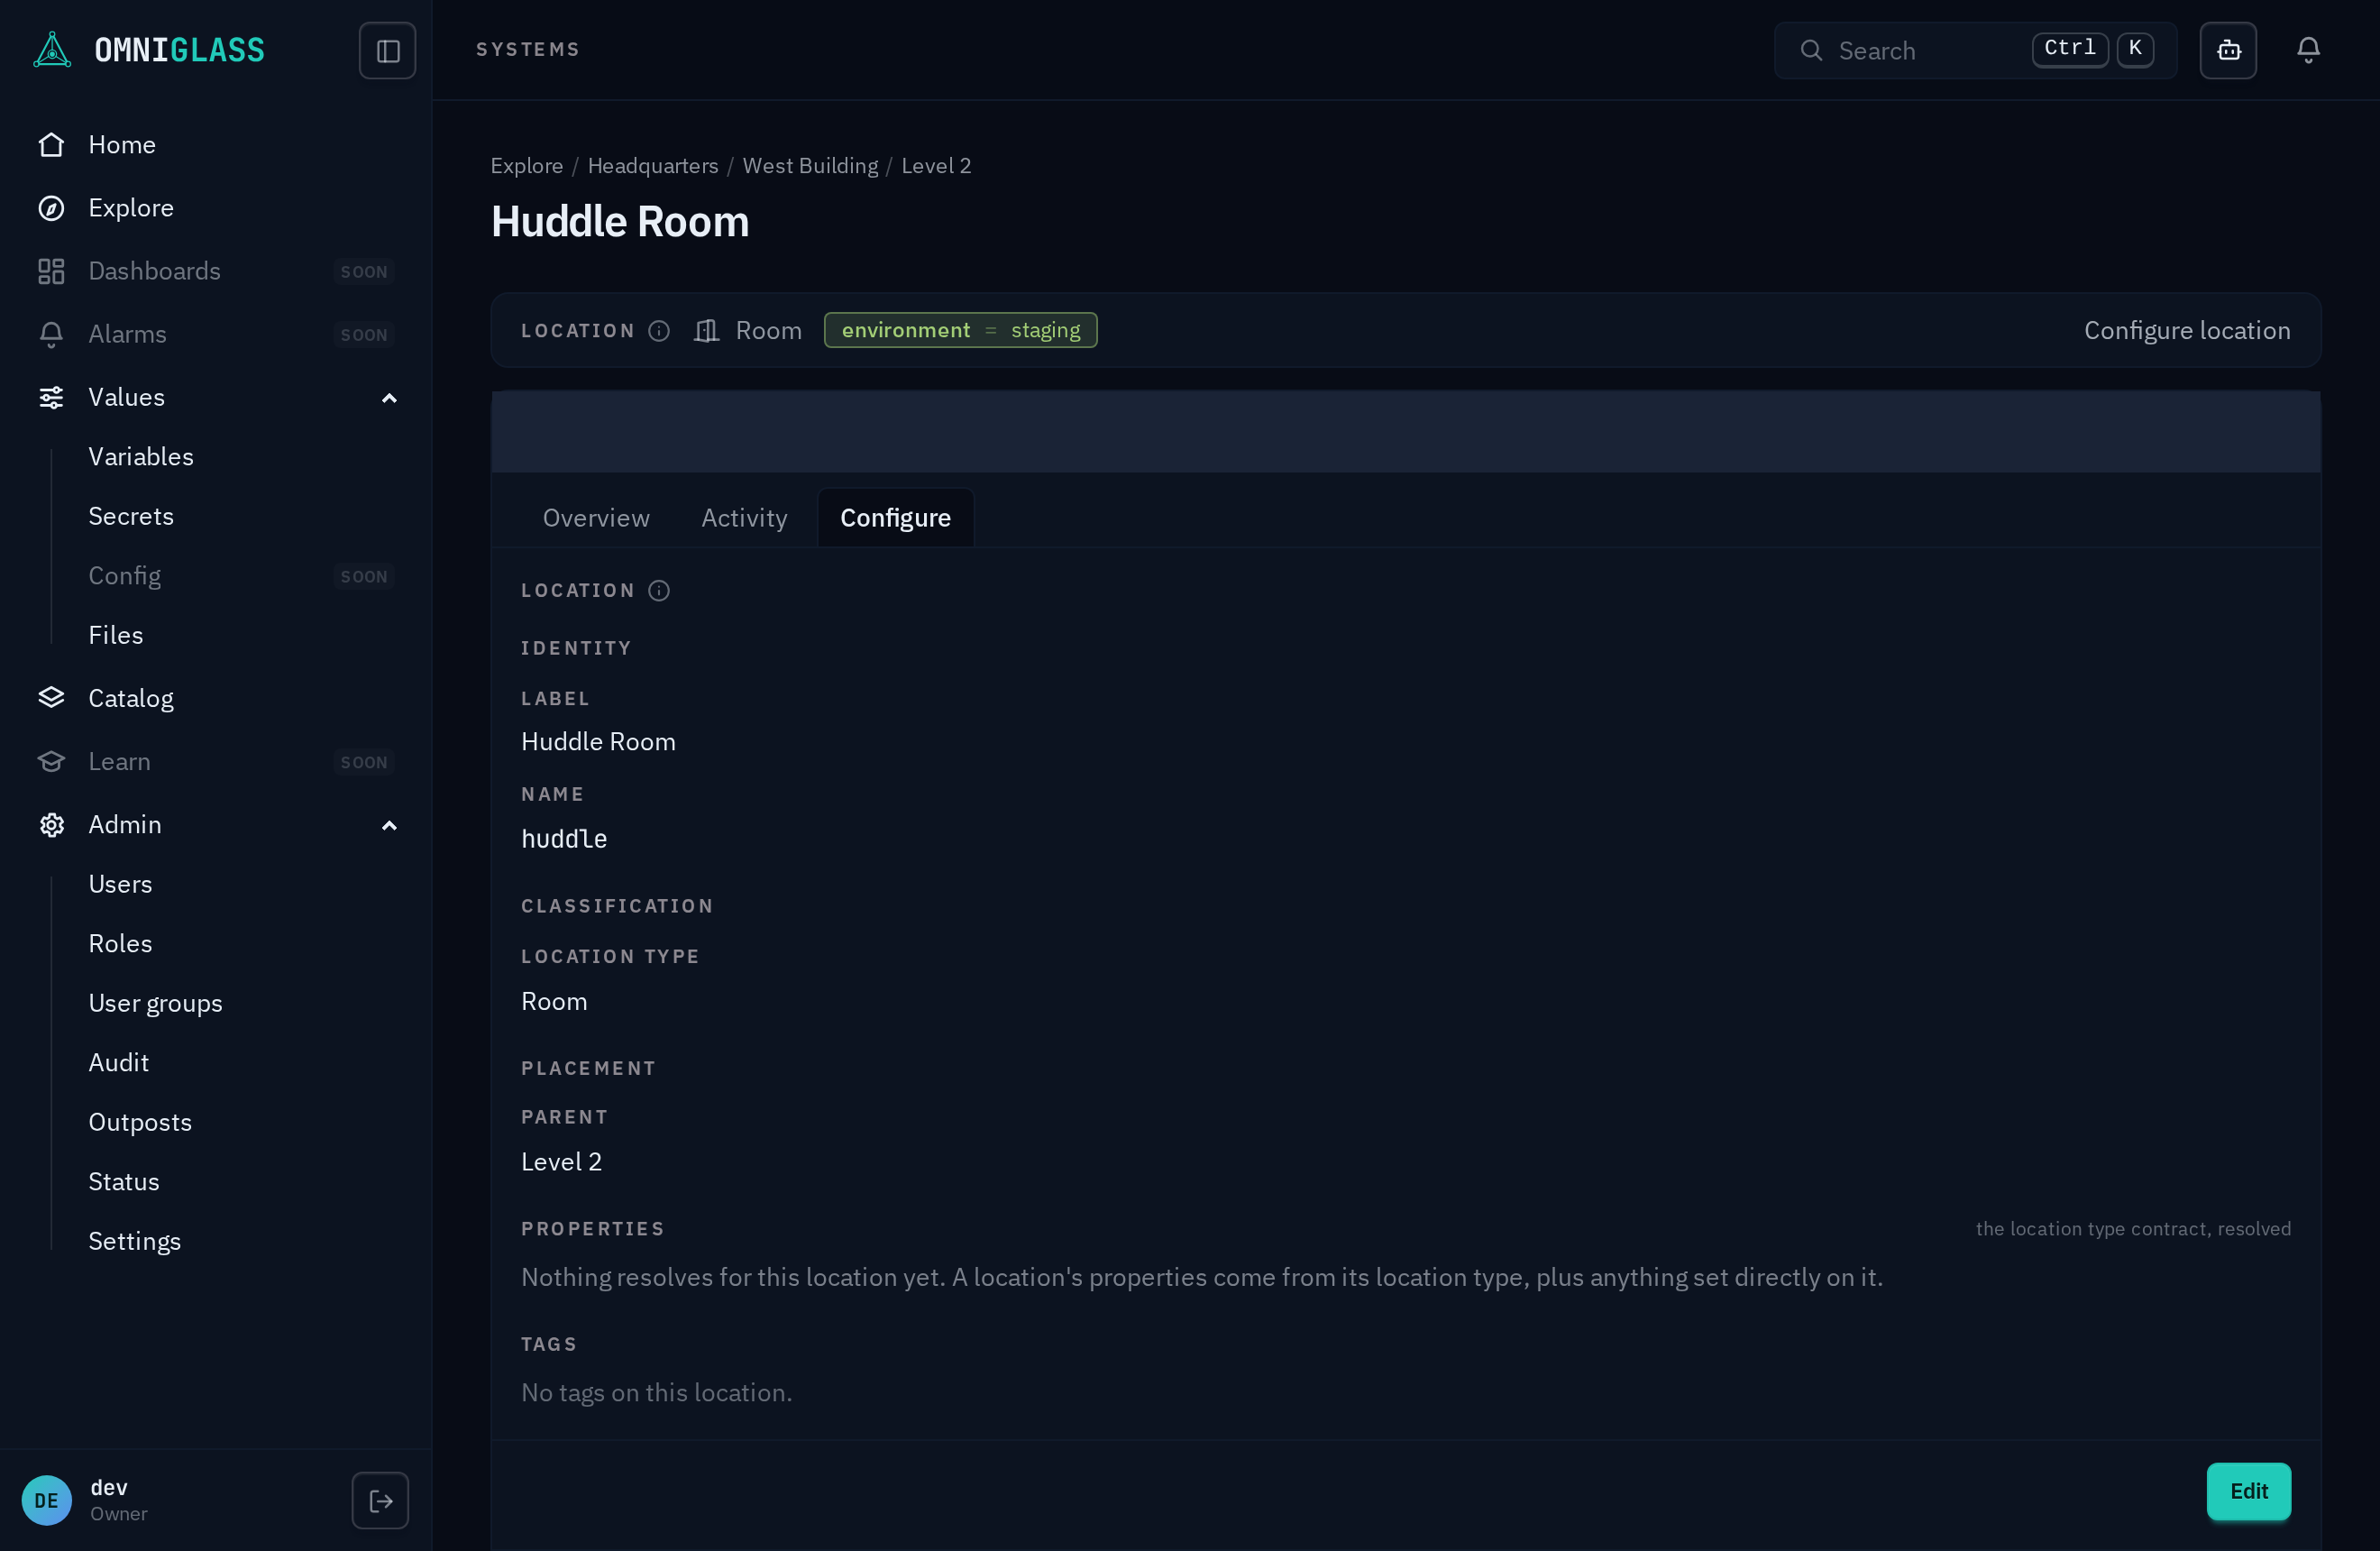 OMNIGLASS
SYSTEMS
Search Ctrl K
Home
Explore
Dashboards SOON
Alarms SOON
Values
Variables
Secrets
Config SOON
Files
Catalog
Learn SOON
Admin
Users
Roles
User groups
Audit
Outposts
Status
Settings
DE
dev
Owner
Explore / Headquarters / West Building / Level 2
Huddle Room
LOCATION Room environment = staging Configure location
Overview Activity Configure
LOCATION
IDENTITY
LABEL
Huddle Room
NAME
huddle
CLASSIFICATION
LOCATION TYPE
Room
PLACEMENT
PARENT
Level 2
PROPERTIES the location type contract, resolved
Nothing resolves for this location yet. A location's properties come from its location type, plus anything set directly on it.
TAGS
No tags on this location.
Edit